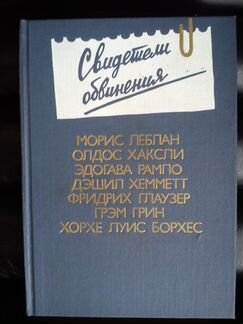 Свидетели
обвинения
МОРИС ЛЕБЛАН
ОЛДОС ХАКСЛИ
ЭДОГАВА РАМПО
ДЭШИЛ ХЕММЕТТ
ФРИДРИХ ГЛАУЗЕР
ГРЭМ ГРИН
ХОРХЕ ЛУИС БОРХЕС